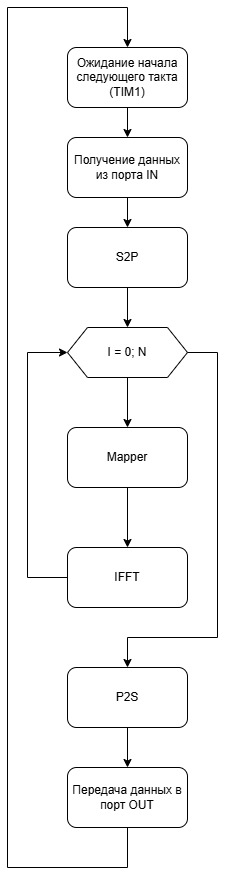 Ожидание начала
следующего такта
(TIM1)
Получение данных
из порта IN
S2P
I = 0; N
Mapper
IFFT
P2S
Передача данных в
порт OUT